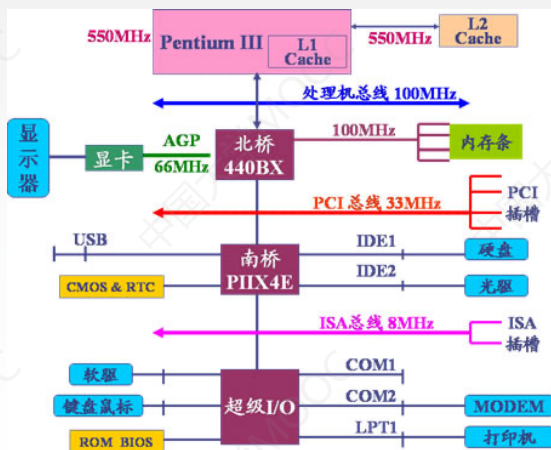 550MHz
Pentium III
L1
Cache
550MHz
L2
Cache
处理机总线 100MHz
显示器
显卡
AGP
66MHz
北桥
440BX
100MHz
内存条
PCI 总线 33MHz
PCI
插槽
USB
CMOS & RTC
南桥
PIIX4E
IDE1
硬盘
IDE2
光驱
ISA总线 8MHz
ISA
插槽
软驱
键盘鼠标
ROM BIOS
超级I/O
COM1
COM2
MODEM
LPT1
打印机